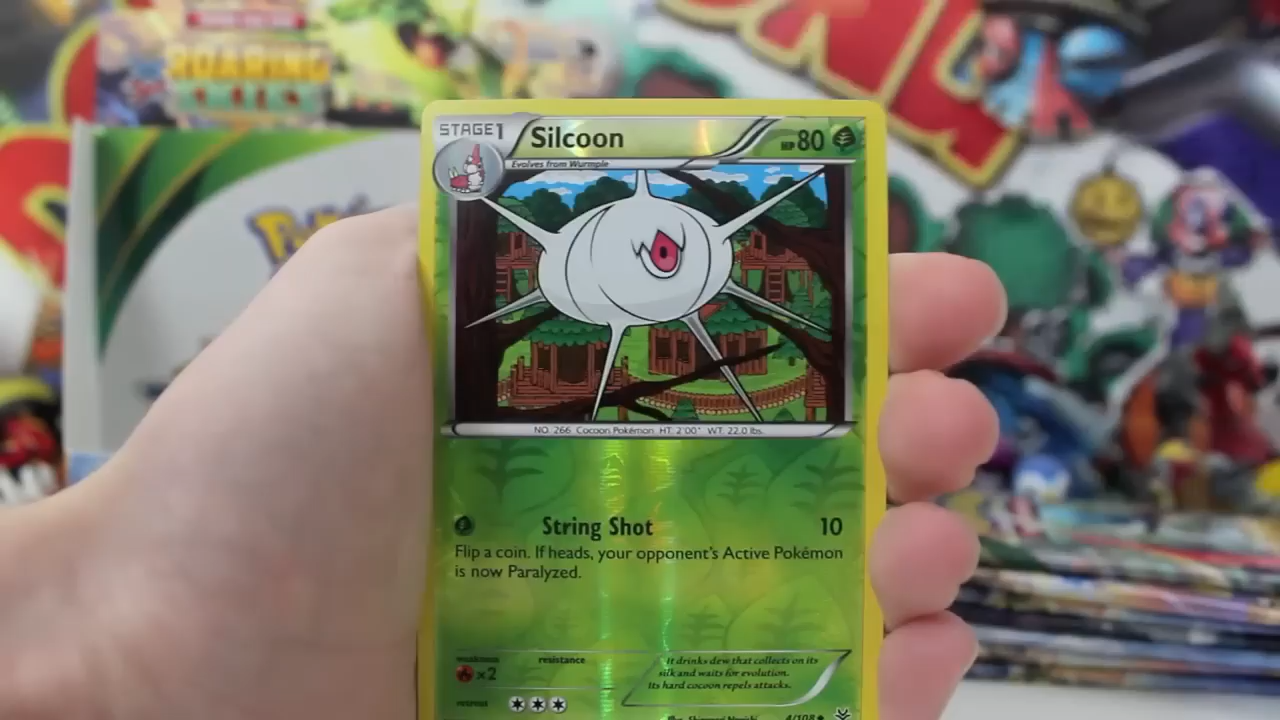 ROARING
STAGE1
Silcoon
HP 80
Evolves from Wurmple
NO. 266 Cocoon Pokémon HT: 2'00" WT: 22.0 lbs.
String Shot 10
Flip a coin. If heads, your opponent's Active Pokémon
is now Paralyzed.
weakness resistance
×2
It drinks dew that collects on its
silk and waits for evolution.
Its hard cocoon repels attacks.
4/108